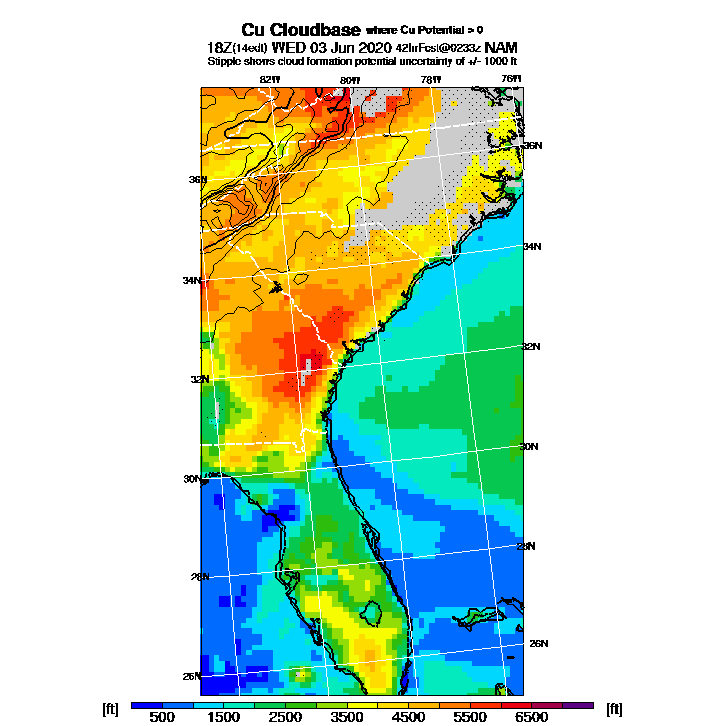 Cu Cloudbase where Cu Potential > 0
18Z(14edt) WED 03 Jun 2020 42hrFcst@0233z NAM
Stipple shows cloud formation potential uncertainty of +/- 1000 ft
82W 80W 78W 76W
36N
36N
34N
34N
32N
32N
30N
30N
28N
28N
26N
26N
[ft] 500 1500 2500 3500 4500 5500 6500 [ft]